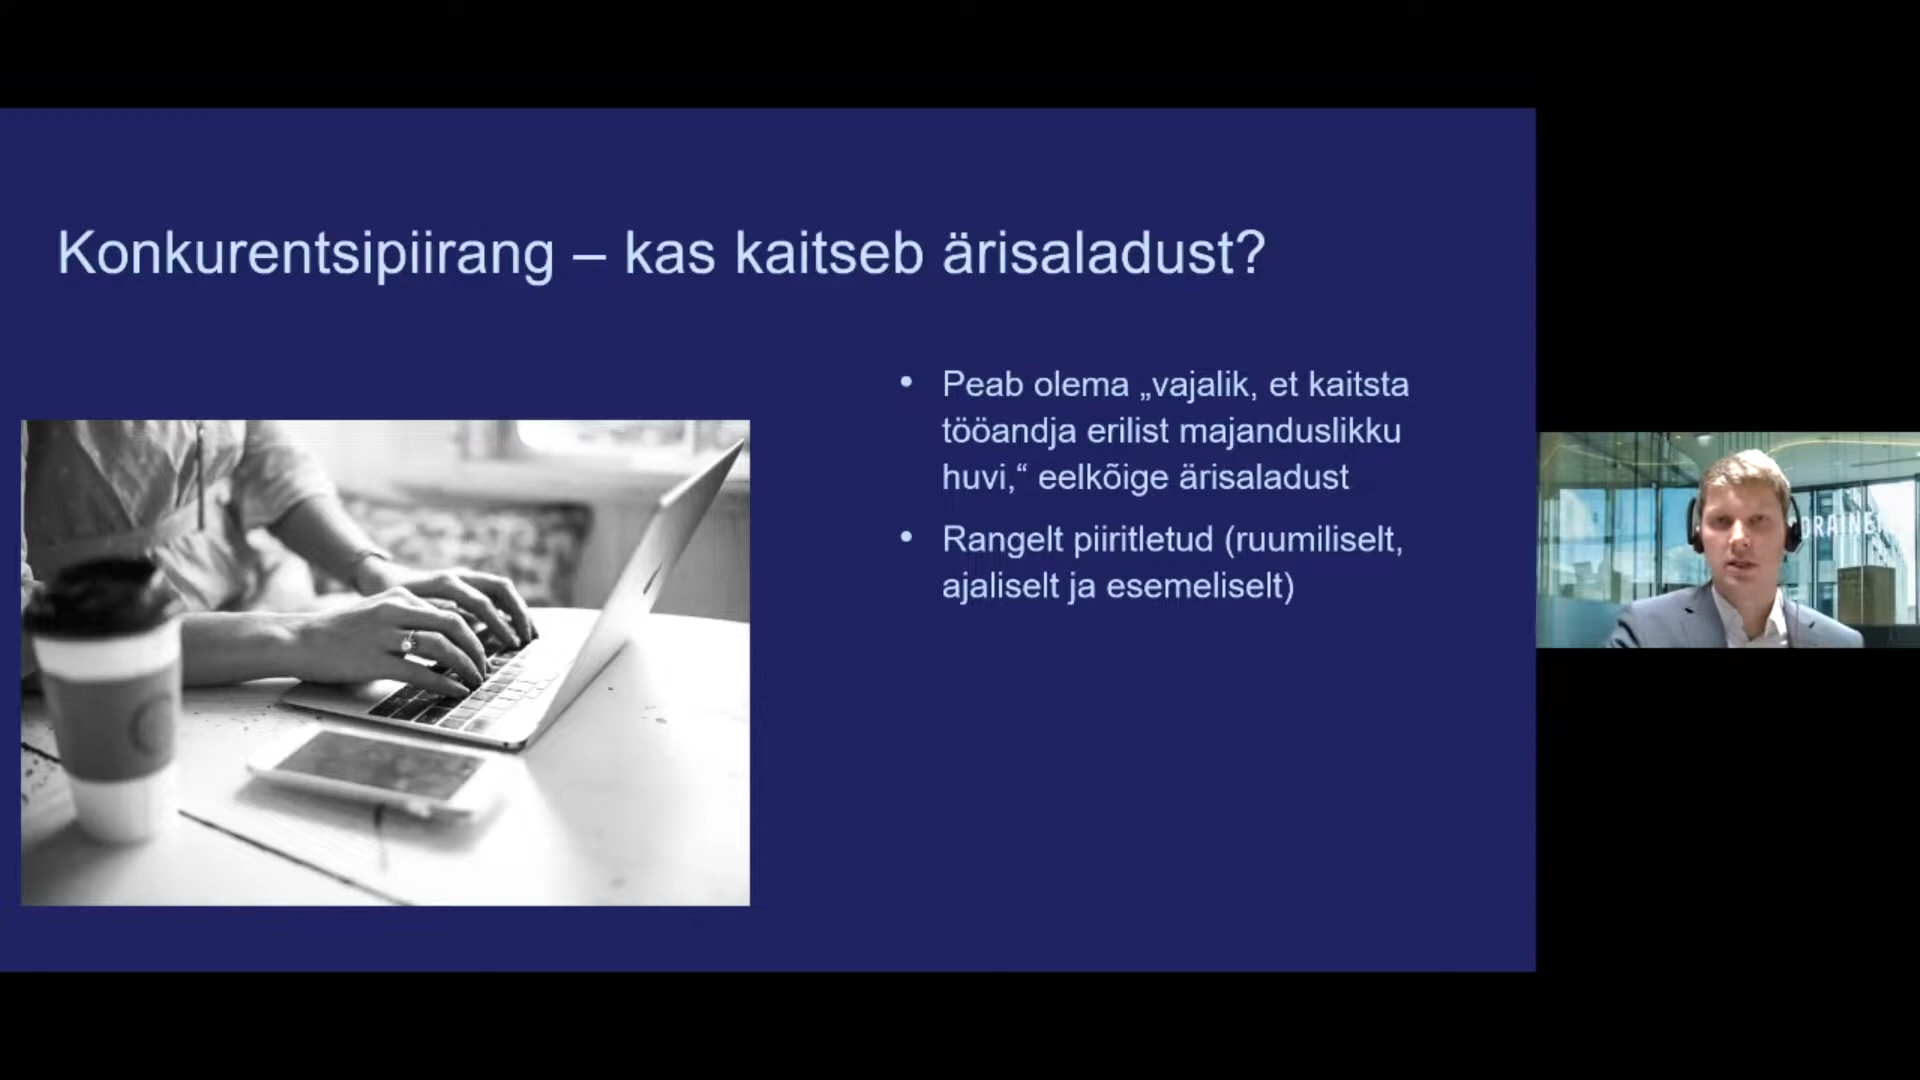 Konkurentsipiirang – kas kaitseb ärisaladust?
• Peab olema „vajalik, et kaitsta
tööandja erilist majanduslikku
huvi,“ eelkõige ärisaladust
• Rangelt piiritletud (ruumiliselt,
ajaliselt ja esemeliselt)